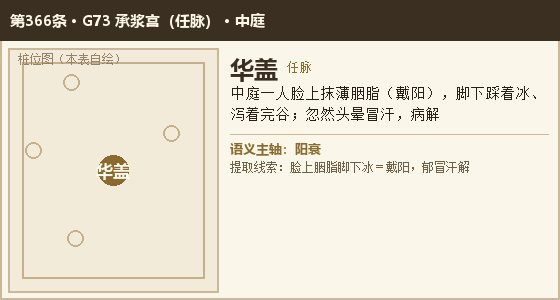 第366条・G73 承浆宫（任脉）・中庭
桩位图（本表自绘）
华盖
华盖 任脉
中庭一人脸上抹薄胭脂（戴阳），脚下踩着冰、
泻着完谷；忽然头晕冒汗，病解
语义主轴：阳衰
提取线索：脸上胭脂脚下冰＝戴阳，郁冒汗解